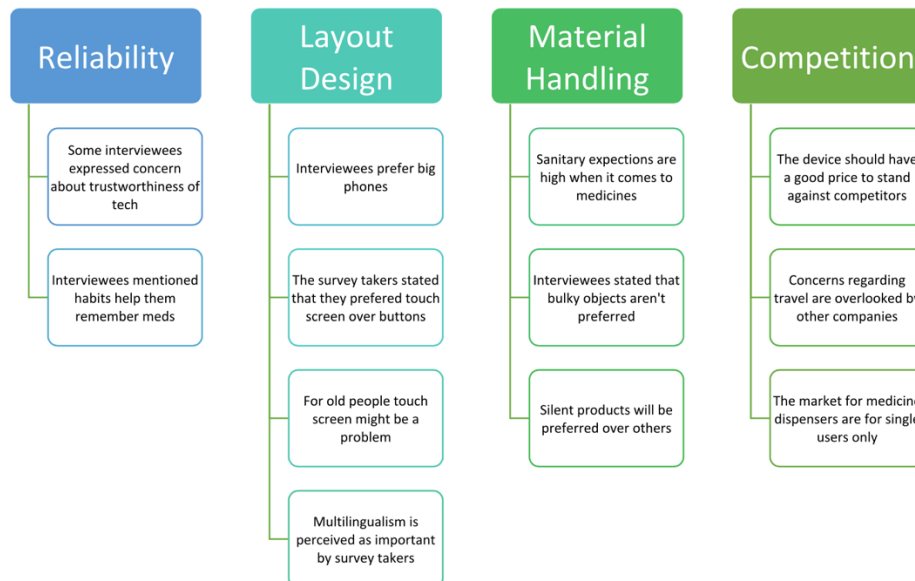 Reliability
Some interviewees
expressed concern
about trustworthiness of
tech
Interviewees mentioned
habits help them
remember meds
Layout
Design
Interviewees prefer big
phones
The survey takers stated
that they prefered touch
screen over buttons
For old people touch
screen might be a
problem
Multilingualism is
perceived as important
by survey takers
Material
Handling
Sanitary expections are
high when it comes to
medicines
Interviewees stated that
bulky objects aren't
preferred
Silent products will be
preferred over others
Competition
The device should have
a good price to stand
against competitors
Concerns regarding
travel are overlooked by
other companies
The market for medicine
dispensers are for single
users only